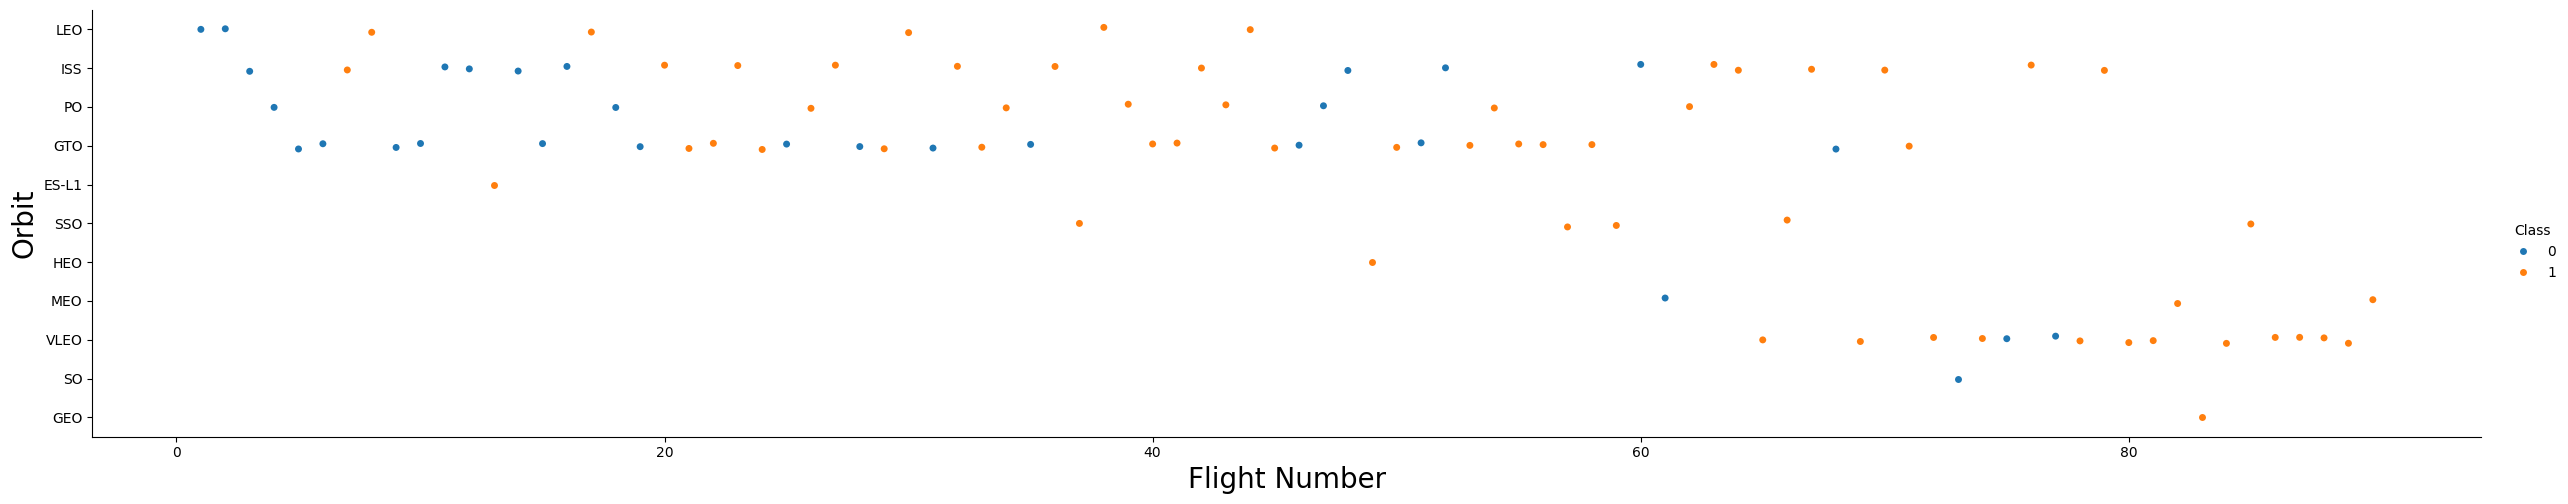 LEO
ISS
PO
GTO
ES-L1
SSO
HEO
MEO
VLEO
SO
GEO
Orbit
0 20 40 60 80
Flight Number
Class
0
1